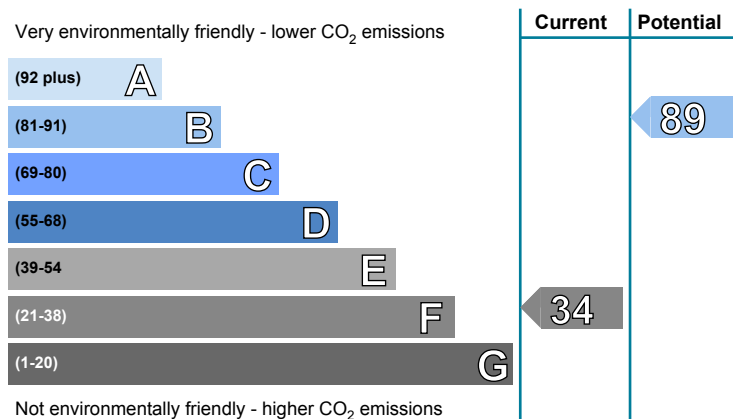 Current Potential
Very environmentally friendly - lower CO₂ emissions
(92 plus) A
(81-91) B 89
(69-80) C
(55-68) D
(39-54 E
(21-38) F 34
(1-20) G
Not environmentally friendly - higher CO₂ emissions